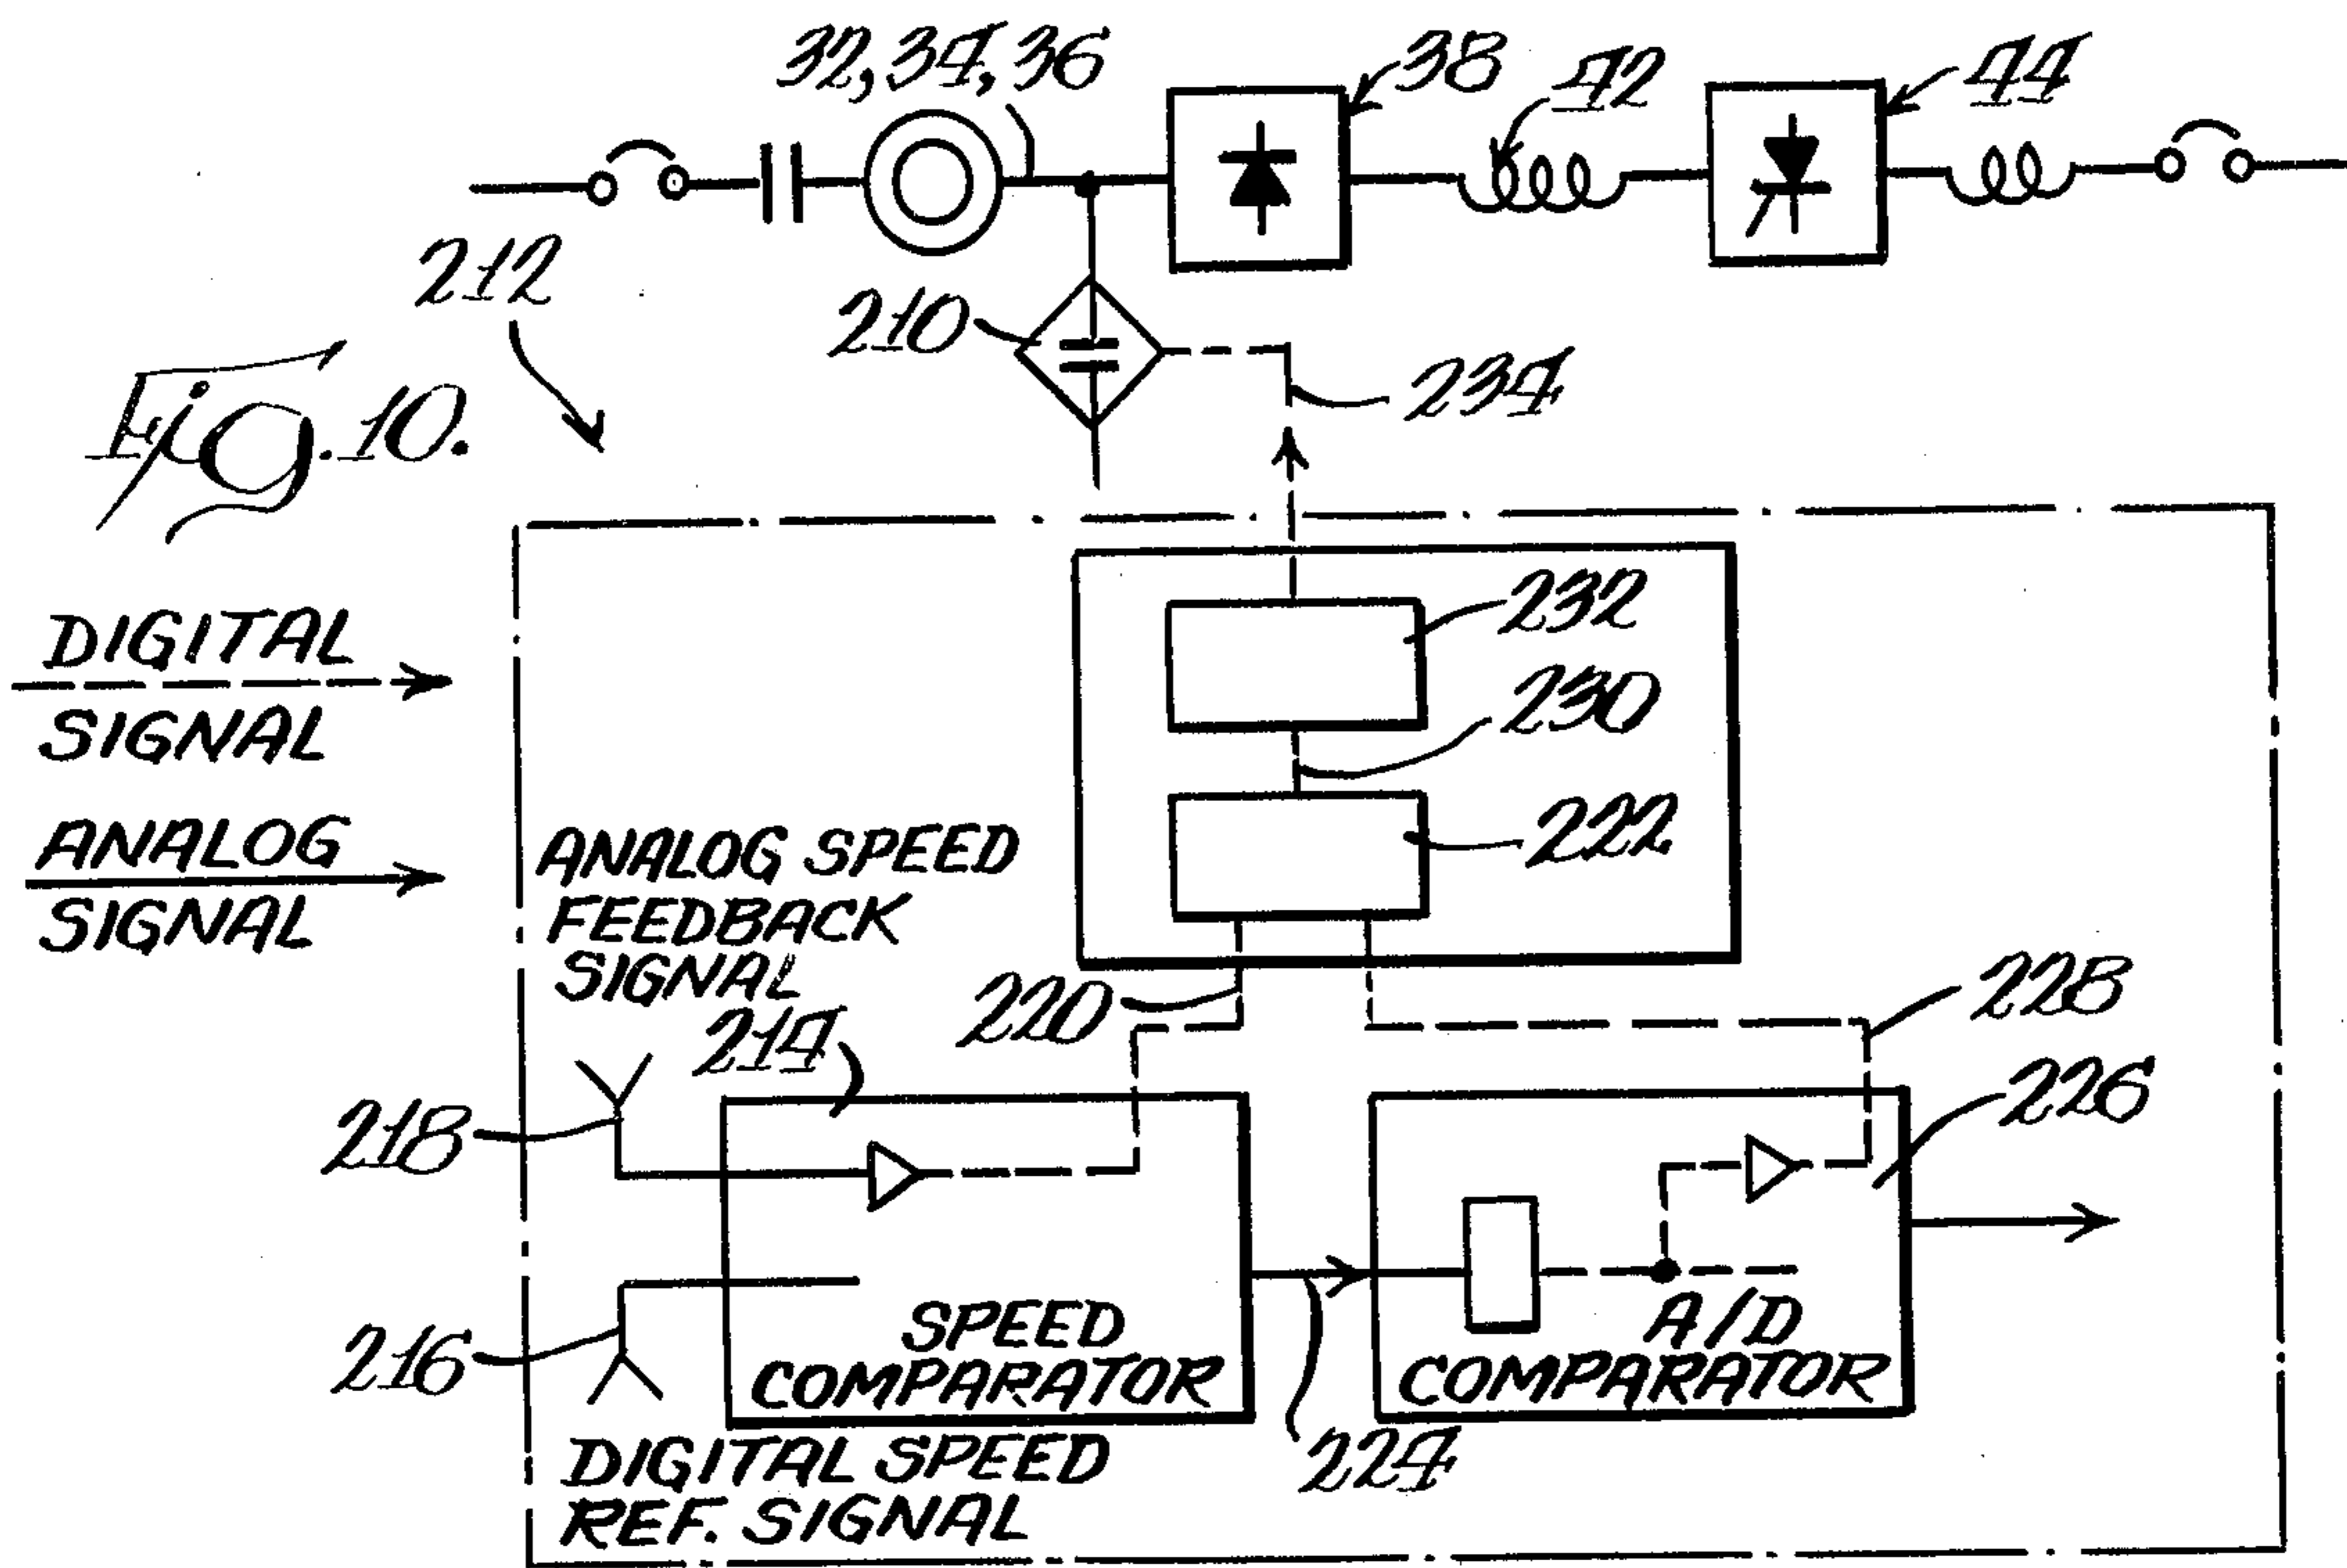 32, 34, 36
38
42
44
212
210
234
Fig. 10.
232
DIGITAL
SIGNAL
230
ANALOG
SIGNAL
222
ANALOG SPEED
FEEDBACK
SIGNAL
220
228
214
226
218
216
SPEED
COMPARATOR
A/D
COMPARATOR
224
DIGITAL SPEED
REF. SIGNAL